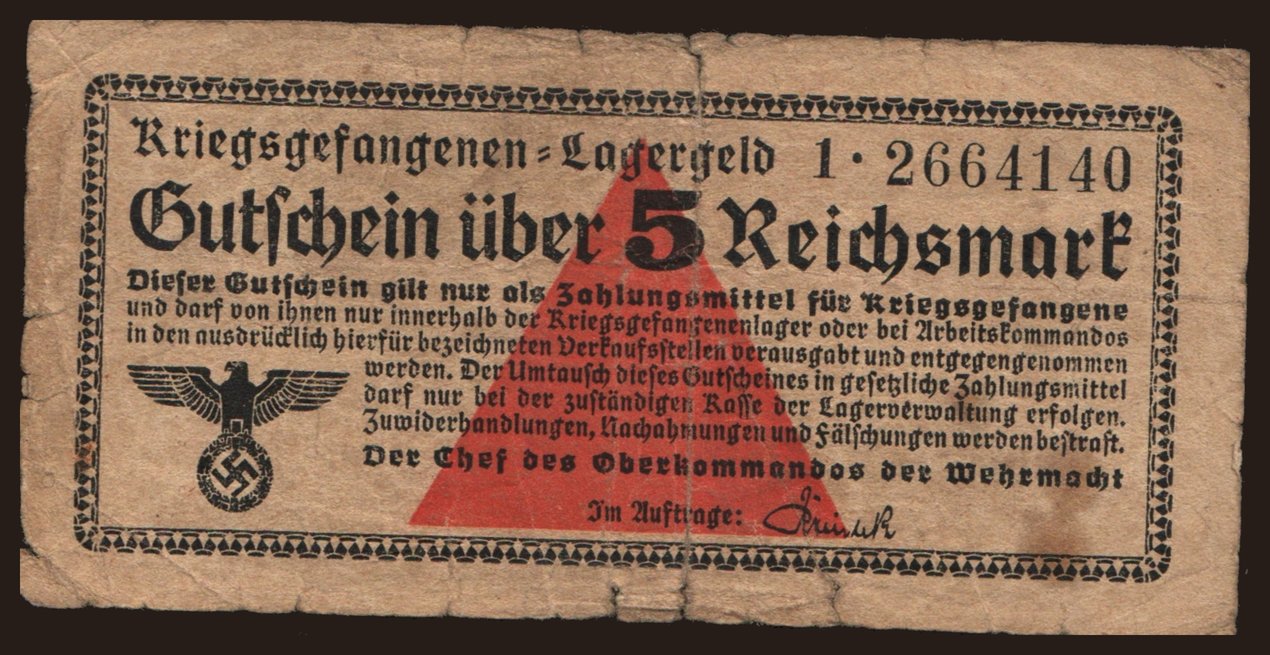 Kriegsgefangenen-Lagergeld 1·2664140
Gutschein über 5 Reichsmark
Dieser Gutschein gilt nur als Zahlungsmittel für Kriegsgefangene
und darf von ihnen nur innerhalb der Kriegsgefangenenlager oder bei Arbeitskommandos
in den ausdrücklich hierfür bezeichneten Verkaufsstellen verausgabt und entgegengenommen
werden. Der Umtausch dieses Gutscheines in gesetzliche Zahlungsmittel
darf nur bei der zuständigen Kasse der Lagerverwaltung erfolgen.
Zuwiderhandlungen, Nachahmungen und Fälschungen werden bestraft.
Der Chef des Oberkommandos der Wehrmacht
Im Auftrage: